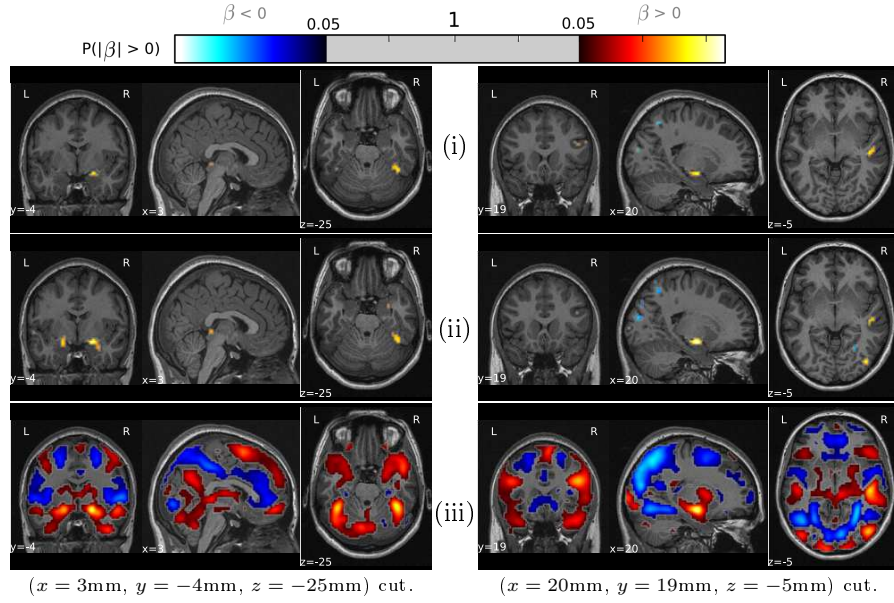 β < 0
β > 0
0.05
1
0.05
P(|β| > 0)
L R L R
y=-4 x=3 z=-25
(i)
L R L R
y=19 x=20 z=-5
L R L R
y=-4 x=3 z=-25
(ii)
L R L R
y=19 x=20 z=-5
L R L R
y=-4 x=3 z=-25
(iii)
L R L R
y=19 x=20 z=-5
(x = 3mm, y = −4mm, z = −25mm) cut.
(x = 20mm, y = 19mm, z = −5mm) cut.